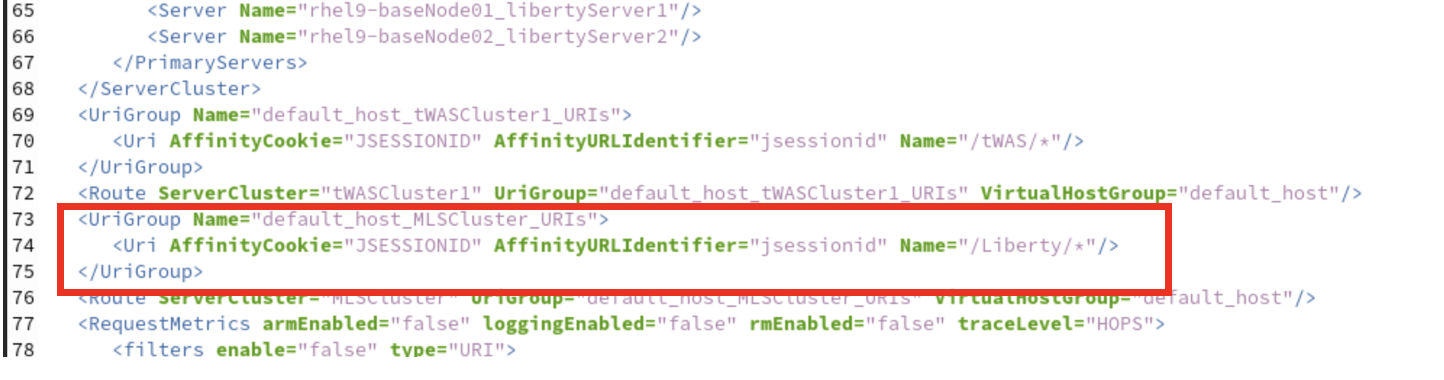 65 <Server Name="rhel9-baseNode01_libertyServer1"/>
66 <Server Name="rhel9-baseNode02_libertyServer2"/>
67 </PrimaryServers>
68 </ServerCluster>
69 <UriGroup Name="default_host_tWASCluster1_URIs">
70 <Uri AffinityCookie="JSESSIONID" AffinityURLIdentifier="jsessionid" Name="/tWAS/*"/>
71 </UriGroup>
72 <Route ServerCluster="tWASCluster1" UriGroup="default_host_tWASCluster1_URIs" VirtualHostGroup="default_host"/>
73 <UriGroup Name="default_host_MLSCluster_URIs">
74 <Uri AffinityCookie="JSESSIONID" AffinityURLIdentifier="jsessionid" Name="/Liberty/*"/>
75 </UriGroup>
76 <Route ServerCluster="MLSCluster" UriGroup="default_host_MLSCluster_URIs" VirtualHostGroup="default_host"/>
77 <RequestMetrics armEnabled="false" loggingEnabled="false" rmEnabled="false" traceLevel="HOPS">
78 <filters enable="false" type="URI">